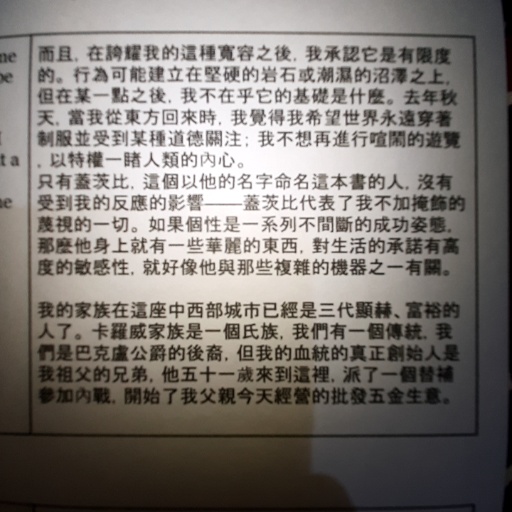 me
be
I
t a
me
而且, 在誇耀我的這種寬容之後, 我承認它是有限度
的。行為可能建立在堅硬的岩石或潮濕的沼澤之上,
但在某一點之後, 我不在乎它的基礎是什麼。去年秋
天, 當我從東方回來時, 我覺得我希望世界永遠穿著
制服並受到某種道德關注; 我不想再進行喧鬧的遊覽
, 以特權一睹人類的內心。
只有蓋茨比, 這個以他的名字命名這本書的人, 沒有
受到我的反應的影響——蓋茨比代表了我不加掩飾的
蔑視的一切。如果個性是一系列不間斷的成功姿態,
那麼他身上就有一些華麗的東西, 對生活的承諾有高
度的敏感性, 就好像他與那些複雜的機器之一有關。
我的家族在這座中西部城市已經是三代顯赫、富裕的
人了。卡羅威家族是一個氏族, 我們有一個傳統, 我
們是巴克盧公爵的後裔, 但我的血統的真正創始人是
我祖父的兄弟, 他五十一歲來到這裡, 派了一個替補
參加內戰, 開始了我父親今天經營的批發五金生意。